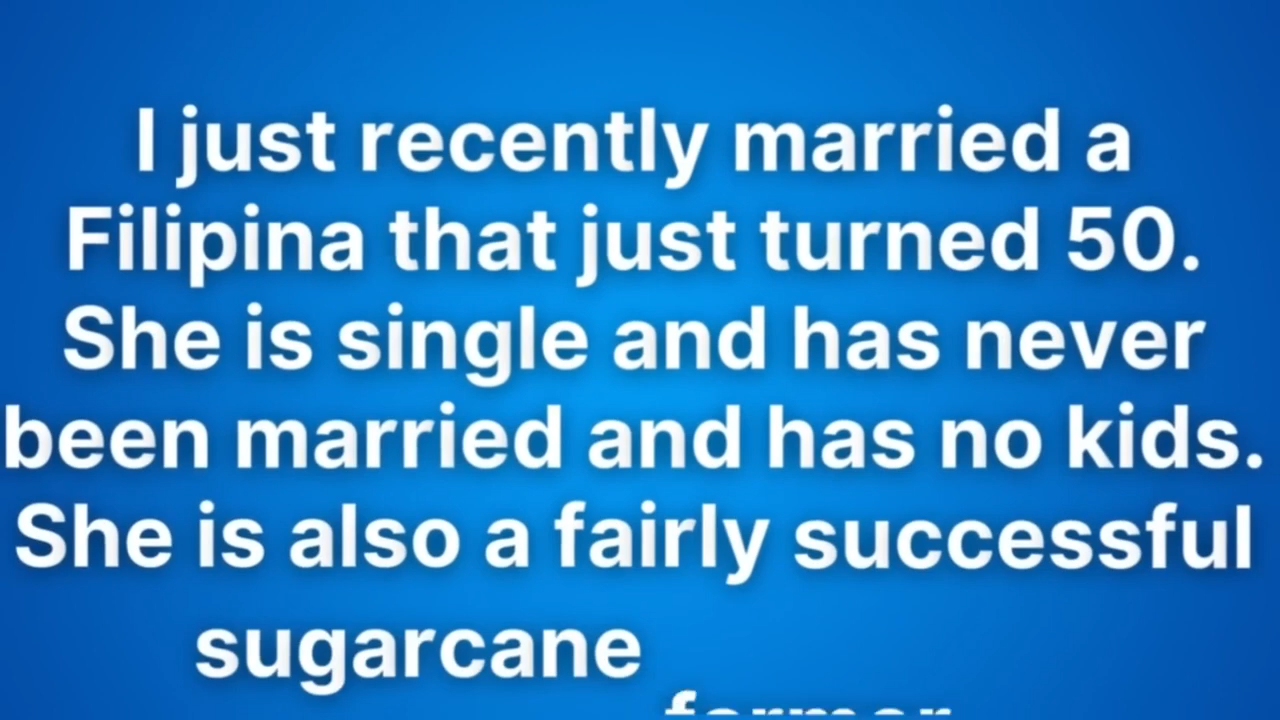 I just recently married a
Filipina that just turned 50.
She is single and has never
been married and has no kids.
She is also a fairly successful
sugarcane